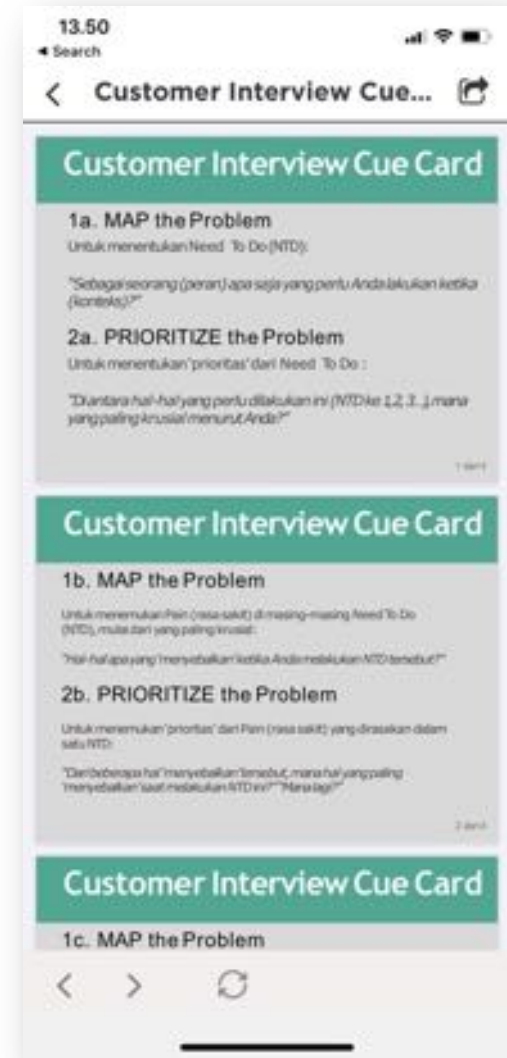 13.50
◀ Search
Customer Interview Cue...
Customer Interview Cue Card
1a. MAP the Problem
Untuk menentukan Need To Do (NTD):
"Sebagai seorang (peran) apa saja yang perlu Anda lakukan ketika
(konteks)?"
2a. PRIORITIZE the Problem
Untuk menentukan 'prioritas' dari Need To Do :
"Diantara hal-hal yang perlu dilakukan ini (NTD ke 1,2, 3...), mana
yang paling krusial menurut Anda?"
Customer Interview Cue Card
1b. MAP the Problem
Untuk menemukan Pain (rasa sakit) di masing-masing Need To Do
(NTD), mulai dari yang paling krusial:
"Hal-hal apa yang 'menyebalkan' ketika Anda melakukan NTD tersebut?"
2b. PRIORITIZE the Problem
Untuk menemukan 'prioritas' dari Pain (rasa sakit) yang dirasakan dalam
satu NTD:
"Dari beberapa hal 'menyebalkan' tersebut, mana hal yang paling
'menyebalkan' saat melakukan NTD ini?" "Mana lagi?"
Customer Interview Cue Card
1c. MAP the Problem